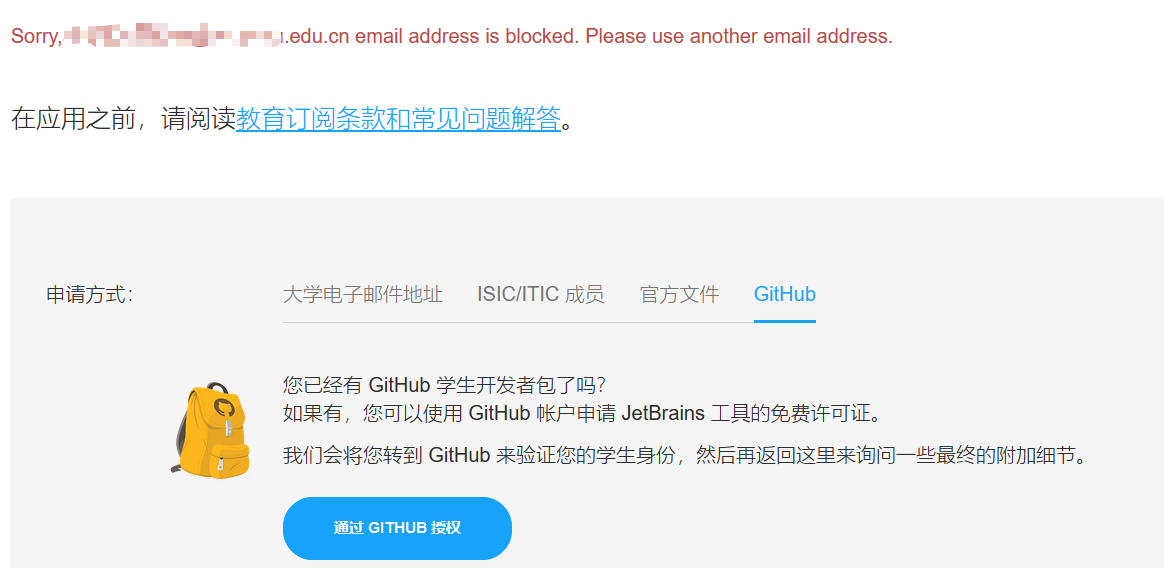 Sorry, .edu.cn email address is blocked. Please use another email address.
在应用之前，请阅读教育订阅条款和常见问题解答。
申请方式：
大学电子邮件地址 ISIC/ITIC 成员 官方文件 GitHub
您已经有 GitHub 学生开发者包了吗？
如果有，您可以使用 GitHub 帐户申请 JetBrains 工具的免费许可证。
我们会将您转到 GitHub 来验证您的学生身份，然后再返回这里来询问一些最终的附加细节。
通过 GITHUB 授权